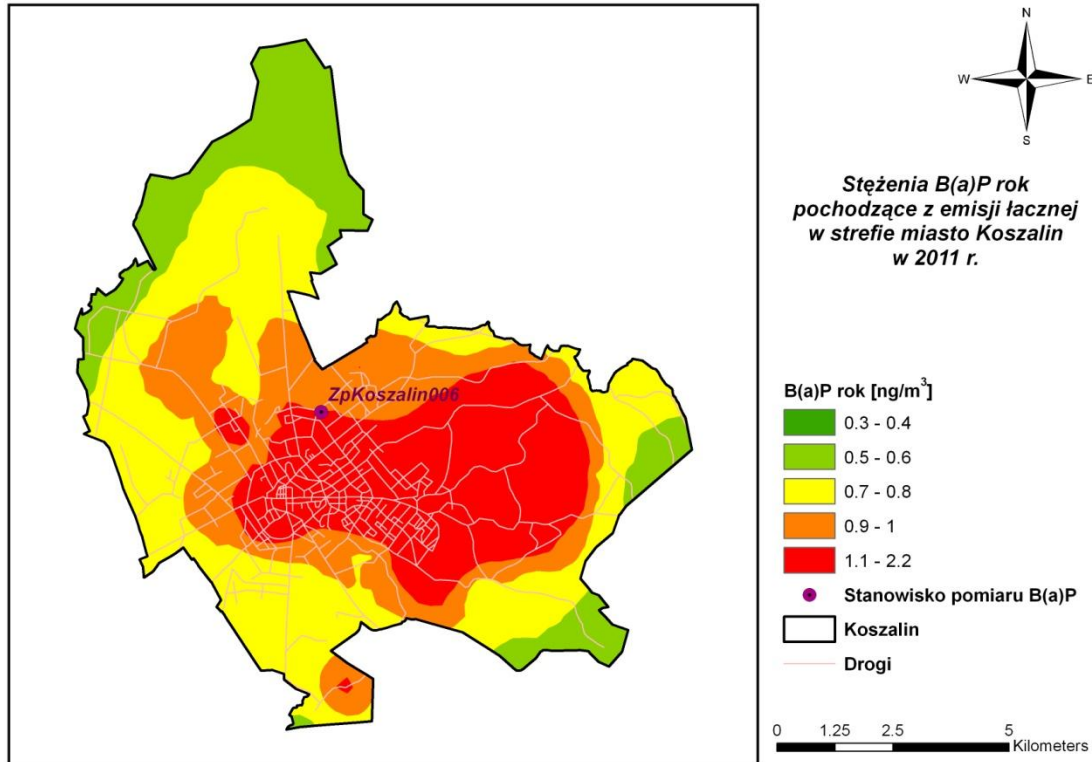 N
W
E
S
Stężenia B(a)P rok
pochodzące z emisji łacznej
w strefie miasto Koszalin
w 2011 r.
ZpKoszalin006
B(a)P rok [ng/m³]
0.3 - 0.4
0.5 - 0.6
0.7 - 0.8
0.9 - 1
1.1 - 2.2
Stanowisko pomiaru B(a)P
Koszalin
Drogi
0 1.25 2.5 5
Kilometers